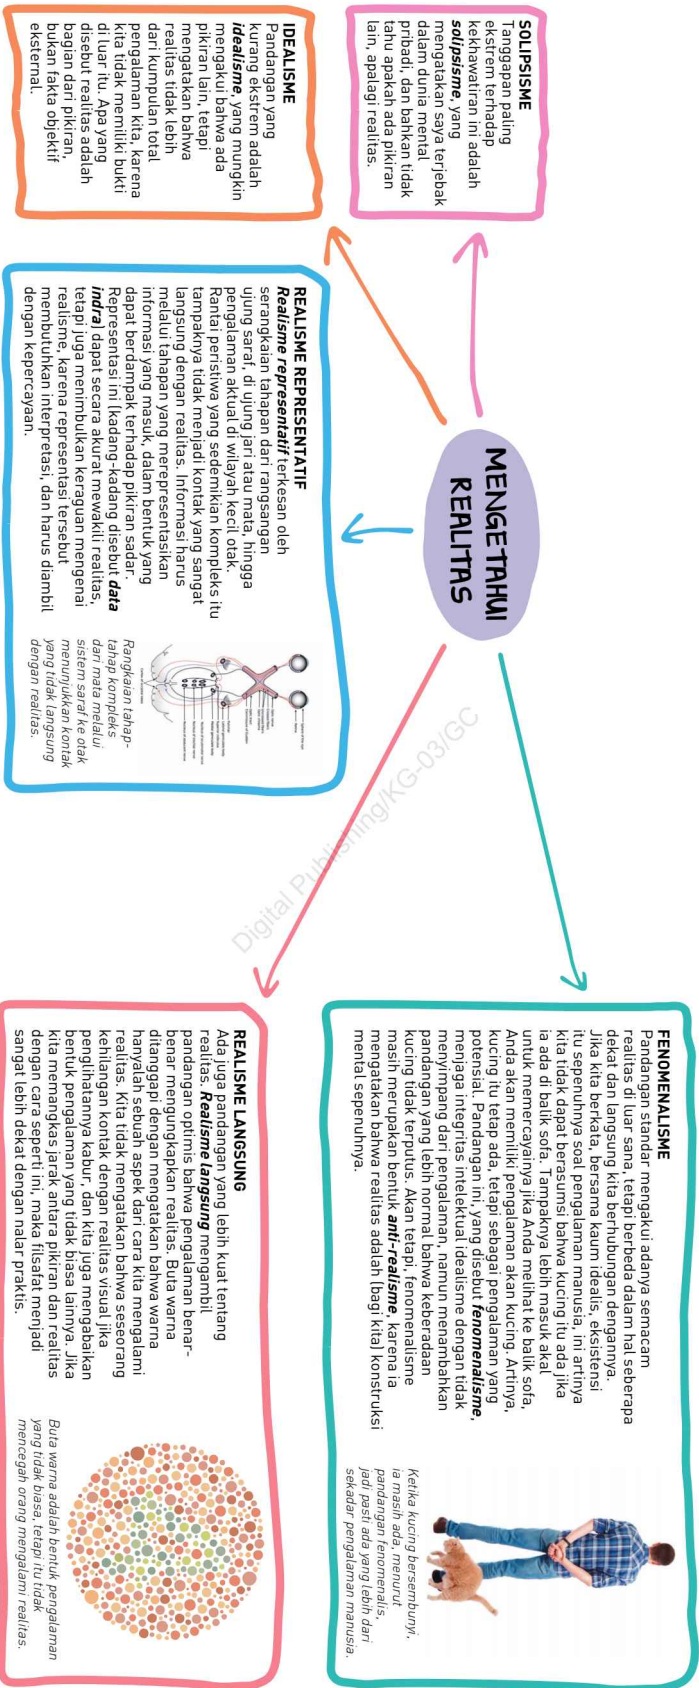 MENGETAHUI
REALITAS
SOLIPSISME
Tanggapan paling
ekstrem terhadap
kekhawatiran ini adalah
solipsisme, yang
mengatakan saya terjebak
dalam dunia mental
pribadi, dan bahkan tidak
tahu apakah ada pikiran
lain, apalagi realitas.
IDEALISME
Pandangan yang
kurang ekstrem adalah
idealisme, yang mungkin
mengakui bahwa ada
pikiran lain, tetapi
mengatakan bahwa
realitas tidak lebih
dari kumpulan total
pengalaman kita, karena
kita tidak memiliki bukti
di luar itu. Apa yang
disebut realitas adalah
bagian dari pikiran,
bukan fakta objektif
eksternal.
REALISME REPRESENTATIF
Realisme representatif terkesan oleh
serangkaian tahapan dari rangsangan
ujung saraf, di ujung jari atau mata, hingga
pengalaman aktual di wilayah kecil otak.
Rantai peristiwa yang sedemikian kompleks itu
tampaknya tidak menjadi kontak yang sangat
langsung dengan realitas. Informasi harus
melalui tahapan yang merepresentasikan
informasi yang masuk, dalam bentuk yang
dapat berdampak terhadap pikiran sadar.
Representasi ini (kadang-kadang disebut data
indra) dapat secara akurat mewakili realitas,
tetapi juga menimbulkan keraguan mengenai
realisme, karena representasi tersebut
membutuhkan interpretasi, dan harus diambil
dengan kepercayaan.
Rangkaian tahap-
tahap kompleks
dari mata melalui
sistem saraf ke otak
menunjukkan kontak
yang tidak langsung
dengan realitas.
FENOMENALISME
Pandangan standar mengakui adanya semacam
realitas di luar sana, tetapi berbeda dalam hal seberapa
dekat dan langsung kita berhubungan dengannya.
Jika kita berkata, bersama kaum idealis, eksistensi
itu sepenuhnya soal pengalaman manusia, ini artinya
kita tidak dapat berasumsi bahwa kucing itu ada jika
ia ada di balik sofa. Tampaknya lebih masuk akal
untuk memercayainya jika Anda melihat ke balik sofa,
Anda akan memiliki pengalaman akan kucing. Artinya,
kucing itu tetap ada, tetapi sebagai pengalaman yang
potensial. Pandangan ini, yang disebut fenomenalisme,
menjaga integritas intelektual idealisme dengan tidak
menyimpang dari pengalaman, namun menambahkan
pandangan yang lebih normal bahwa keberadaan
kucing tidak terputus. Akan tetapi, fenomenalisme
masih merupakan bentuk anti-realisme, karena ia
mengatakan bahwa realitas adalah (bagi kita) konstruksi
mental sepenuhnya.
Ketika kucing bersembunyi,
ia masih ada, menurut
pandangan fenomenalis,
jadi pasti ada yang lebih dari
sekadar pengalaman manusia.
REALISME LANGSUNG
Ada juga pandangan yang lebih kuat tentang
realitas. Realisme langsung mengambil
pandangan optimis bahwa pengalaman benar-
benar mengungkapkan realitas. Buta warna
ditanggapi dengan mengatakan bahwa warna
hanyalah sebuah aspek dari cara kita mengalami
realitas. Kita tidak mengatakan bahwa seseorang
kehilangan kontak dengan realitas visual jika
penglihatannya kabur, dan kita juga mengabaikan
bentuk pengalaman yang tidak biasa lainnya. Jika
kita memangkas jarak antara pikiran dan realitas
dengan cara seperti ini, maka filsafat menjadi
sangat lebih dekat dengan nalar praktis.
Buta warna adalah bentuk pengalaman
yang tidak biasa, tetapi itu tidak
mencegah orang mengalami realitas.
Digital Publishing/KG-03/GC